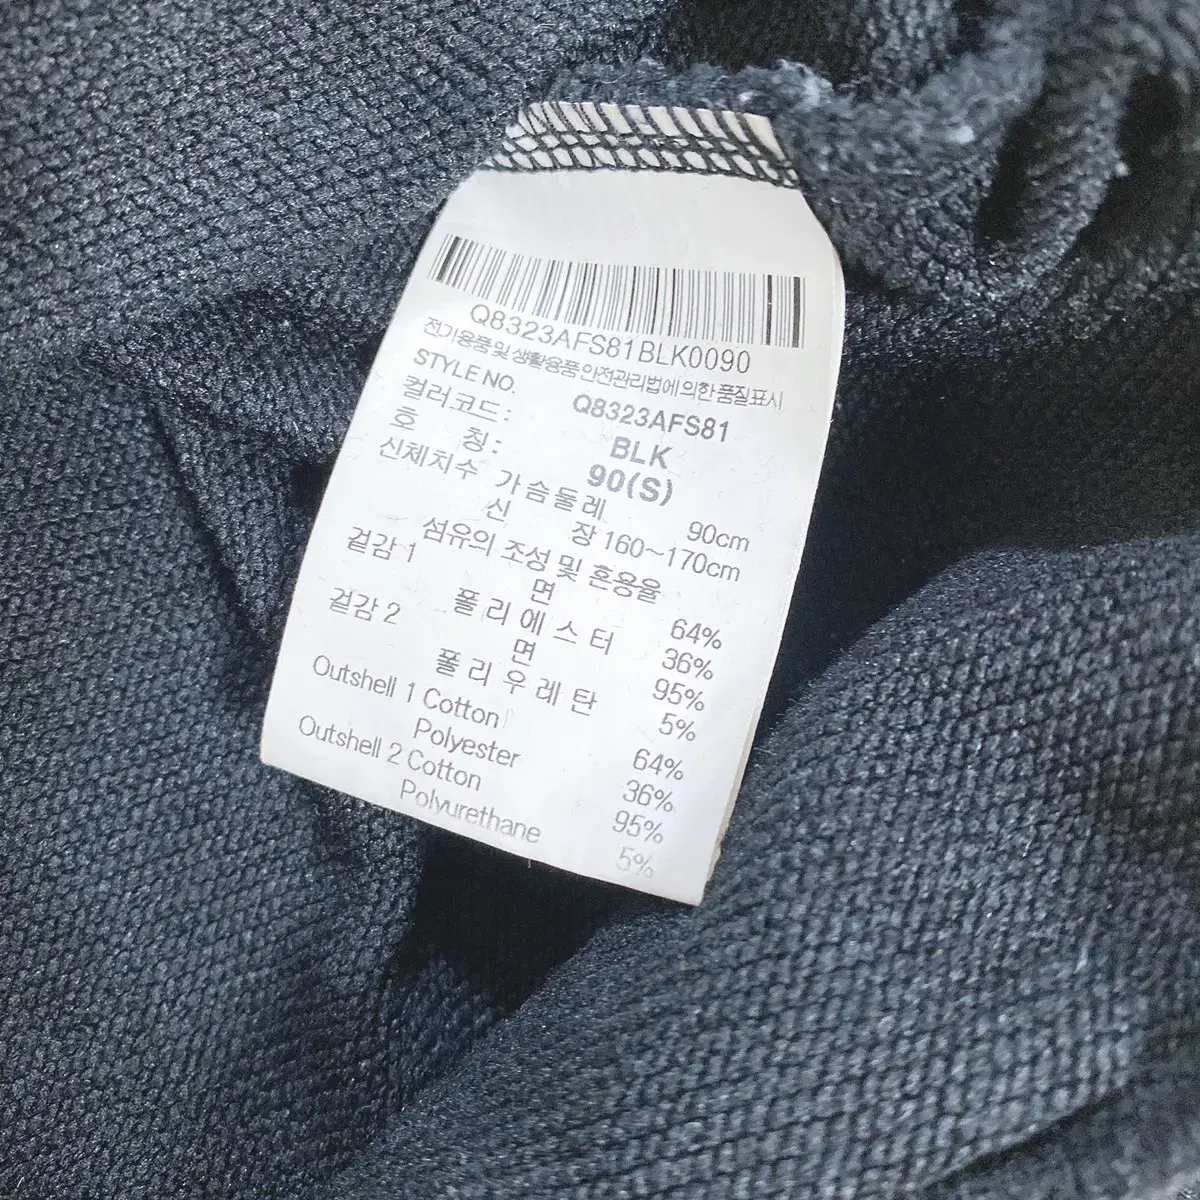 Q8323AFS81BLK0090
전기용품 및 생활용품 안전관리법에 의한 품질표시
STYLE NO. Q8323AFS81
컬러코드: BLK
호 칭: 90(S)
신체치수 가슴둘레 90cm
신 장 160~170cm
섬유의 조성 및 혼용율
겉감 1 면 64%
폴리에스터 36%
겉감 2 면 95%
폴리우레탄 5%
Outshell 1 Cotton 64%
Polyester 36%
Outshell 2 Cotton 95%
Polyurethane 5%